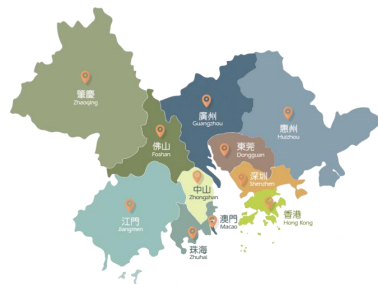 肇慶
Zhaoqing
廣州
Guangzhou
惠州
Huizhou
佛山
Foshan
東莞
Dongguan
深圳
Shenzhen
中山
Zhongshan
江門
Jiangmen
澳門
Macao
香港
Hong Kong
珠海
Zhuhai